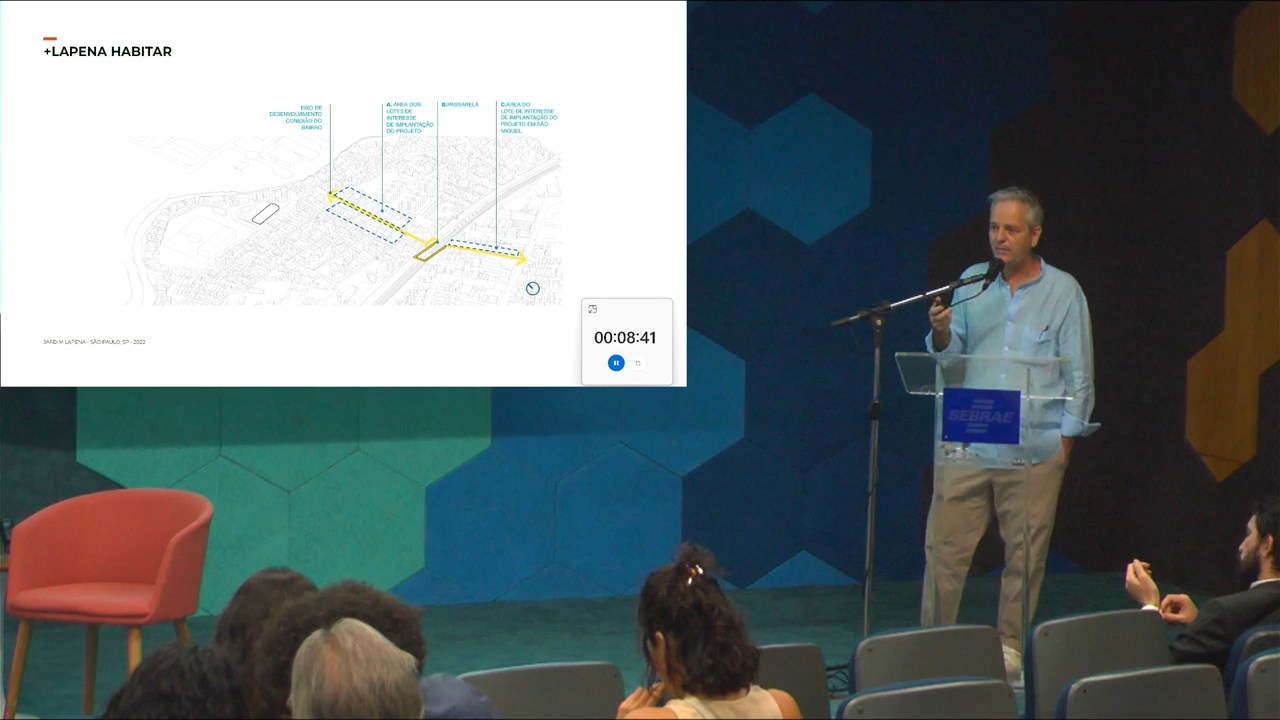 +LAPENA HABITAR
EIXO DE
DESENVOLVIMENTO
CONEXÃO DO
BAIRRO
A. ÁREA DOS
LOTES DE
INTERESSE
DE IMPLANTAÇÃO
DO PROJETO
B.PASSARELA
C.ÁREA DO
LOTE DE INTERESSE
DE IMPLANTAÇÃO DO
PROJETO EM SÃO
MIGUEL
JARDIM LAPENA - SÃO PAULO, SP - 2022
00:08:41
SEBRAE